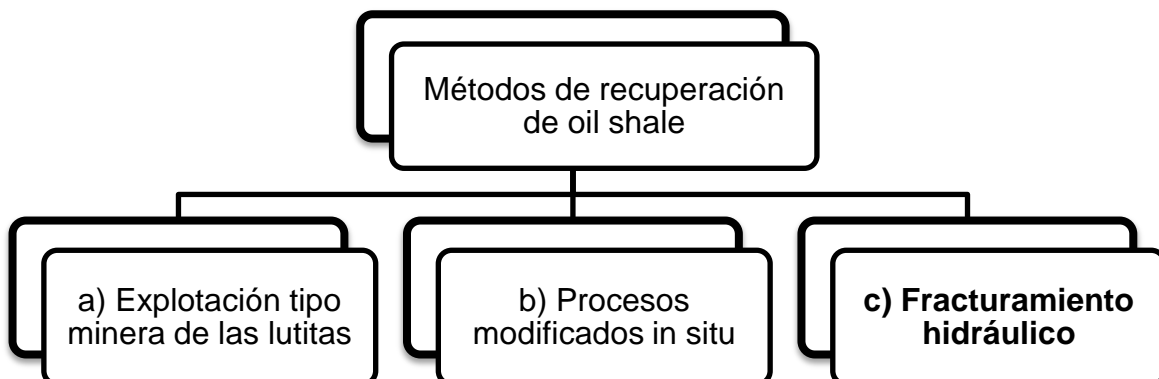 Métodos de recuperación
de oil shale
a) Explotación tipo
minera de las lutitas
b) Procesos
modificados in situ
c) Fracturamiento
hidráulico